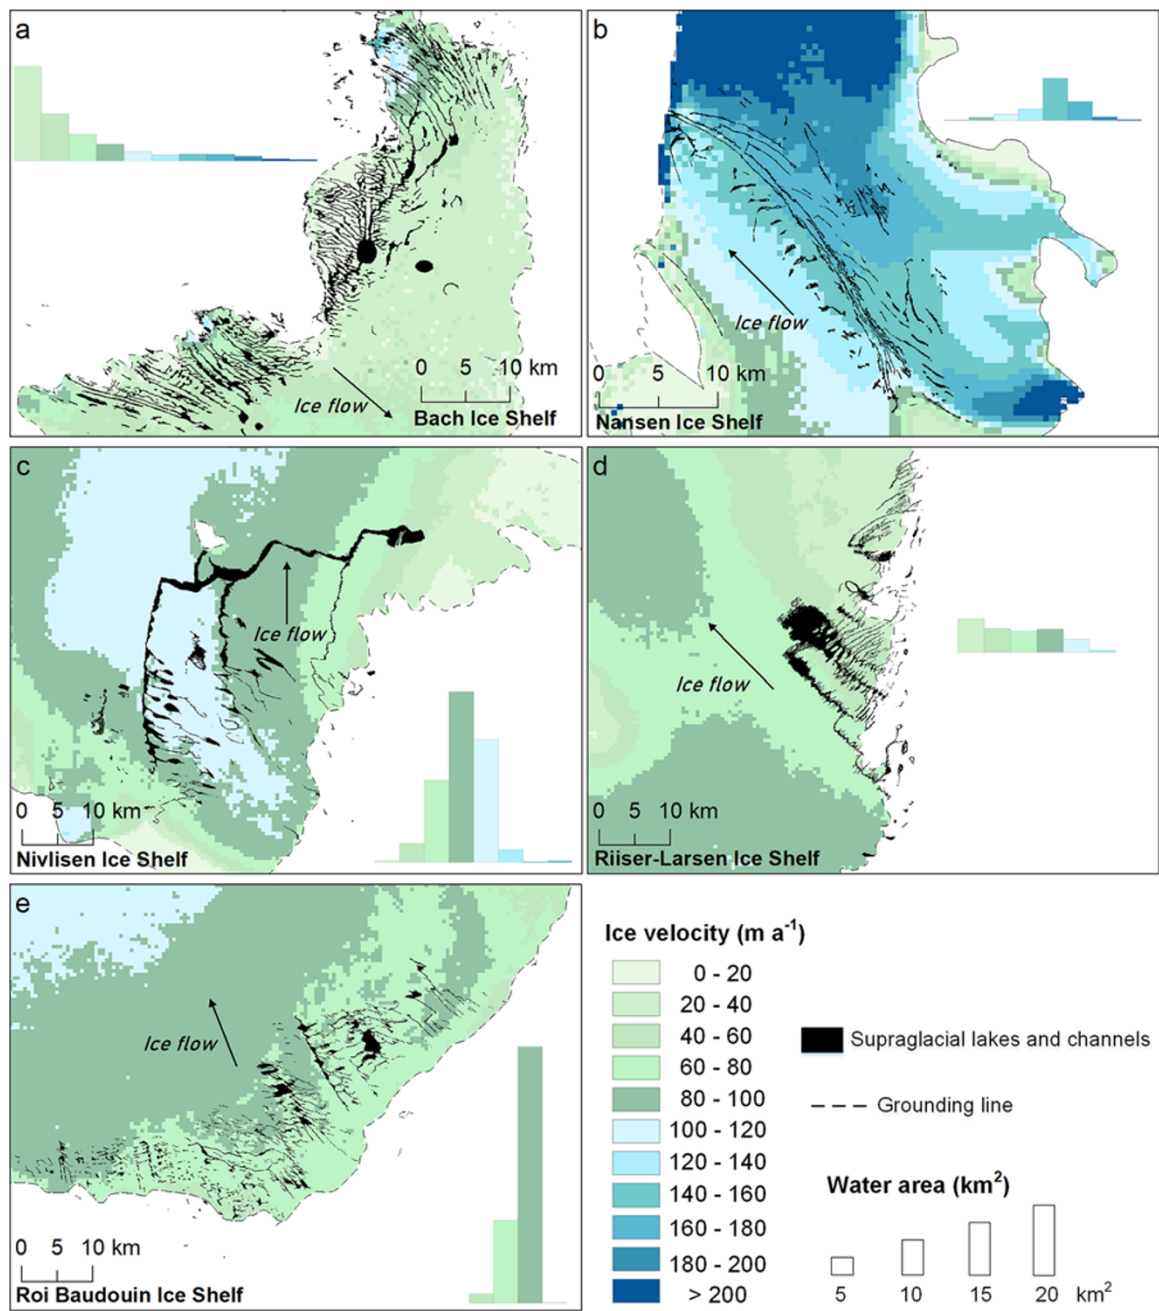 a
Ice flow
0 5 10 km
Bach Ice Shelf
b
Ice flow
0 5 10 km
Nansen Ice Shelf
c
Ice flow
0 5 10 km
Nivlisen Ice Shelf
d
Ice flow
0 5 10 km
Riiser-Larsen Ice Shelf
e
Ice flow
0 5 10 km
Roi Baudouin Ice Shelf
Ice velocity (m a⁻¹)
0 - 20
20 - 40
40 - 60
60 - 80
80 - 100
100 - 120
120 - 140
140 - 160
160 - 180
180 - 200
> 200
Supraglacial lakes and channels
Grounding line
Water area (km²)
5 10 15 20 km²